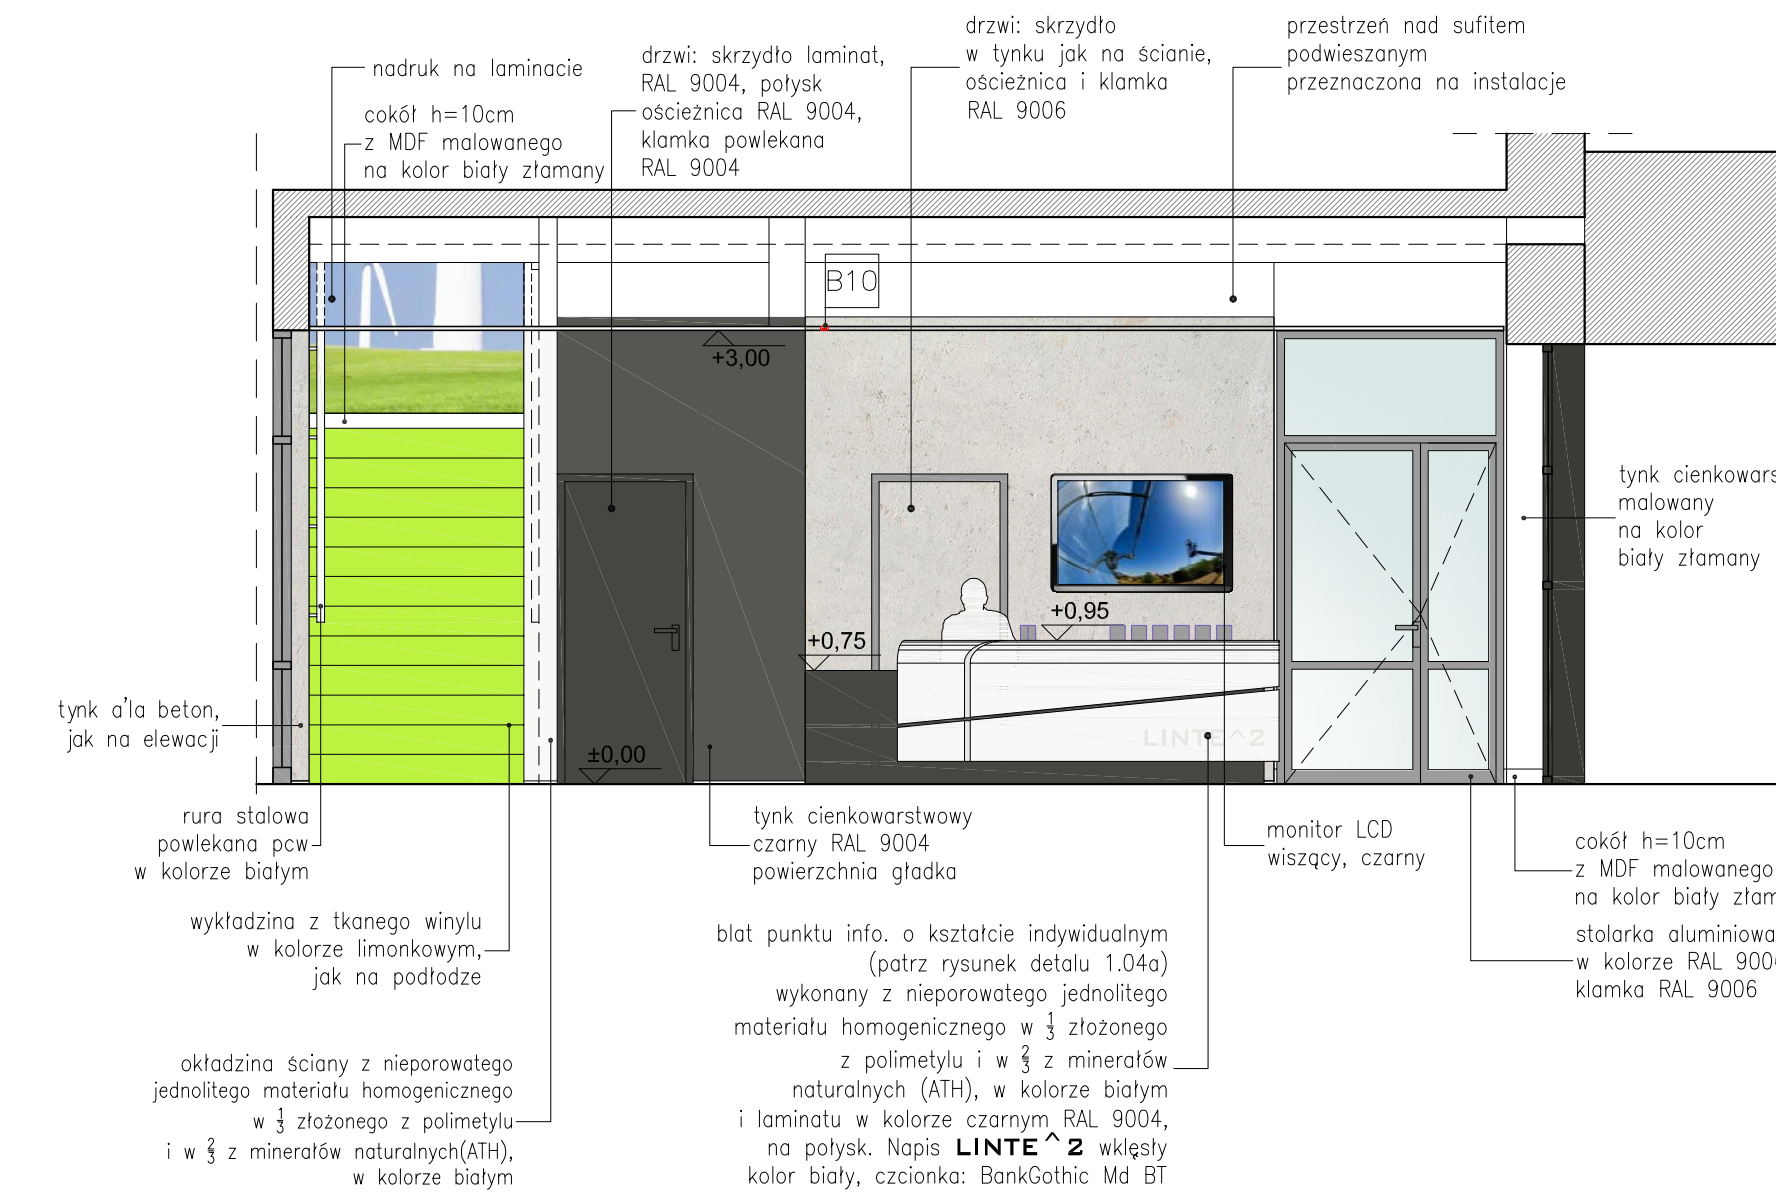 nadruk na laminacie
cokół h=10cm
z MDF malowanego
na kolor biały złamany
drzwi: skrzydło laminat,
RAL 9004, połysk
ościeżnica RAL 9004,
klamka powlekana
RAL 9004
drzwi: skrzydło
w tynku jak na ścianie,
ościeżnica i klamka
RAL 9006
przestrzeń nad sufitem
podwieszanym
przeznaczona na instalacje
B10
+3,00
tynk cienkowars
malowany
na kolor
biały złamany
+0,95
+0,75
tynk a'la beton,
jak na elewacji
LINTE^2
±0,00
rura stalowa
powlekana pcw
w kolorze białym
tynk cienkowarstwowy
czarny RAL 9004
powierzchnia gładka
monitor LCD
wiszący, czarny
cokół h=10cm
z MDF malowanego
na kolor biały złam
wykładzina z tkanego winylu
w kolorze limonkowym,
jak na podłodze
blat punktu info. o kształcie indywidualnym
(patrz rysunek detalu 1.04a)
wykonany z nieporowatego jednolitego
materiału homogenicznego w 1/3 złożonego
z polimetylu i w 2/3 z minerałów
naturalnych (ATH), w kolorze białym
i laminatu w kolorze czarnym RAL 9004,
na połysk. Napis LINTE^2 wklęsły
kolor biały, czcionka: BankGothic Md BT
stolarka aluminiowa
w kolorze RAL 900
klamka RAL 9006
okładzina ściany z nieporowatego
jednolitego materiału homogenicznego
w 1/3 złożonego z polimetylu
i w 2/3 z minerałów naturalnych(ATH),
w kolorze białym